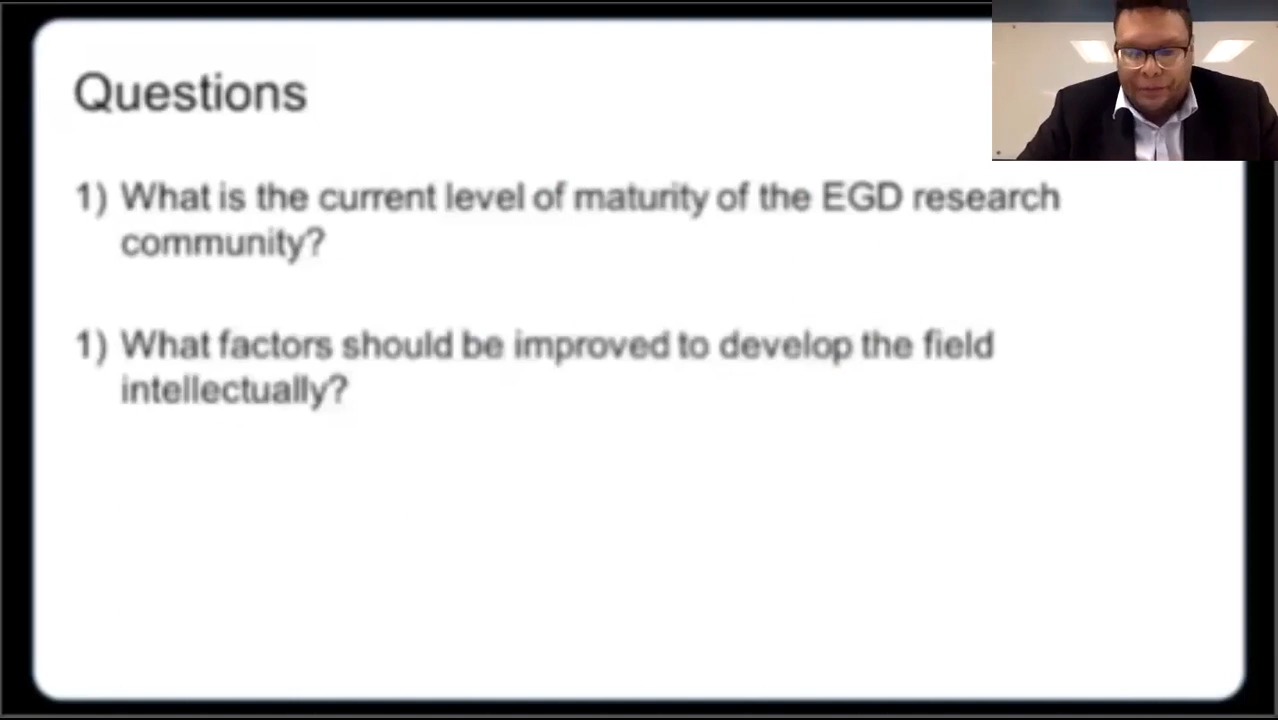 Questions
1) What is the current level of maturity of the EGD research
community?
1) What factors should be improved to develop the field
intellectually?